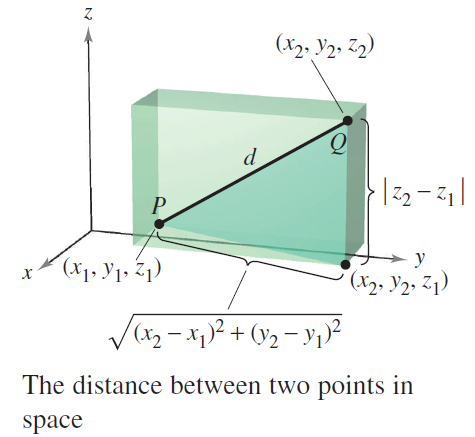 z
(x₂, y₂, z₂)
Q
d
|z₂ − z₁|
P
y
x
(x₁, y₁, z₁)
(x₂, y₂, z₁)
√(x₂ − x₁)² + (y₂ − y₁)²
The distance between two points in
space